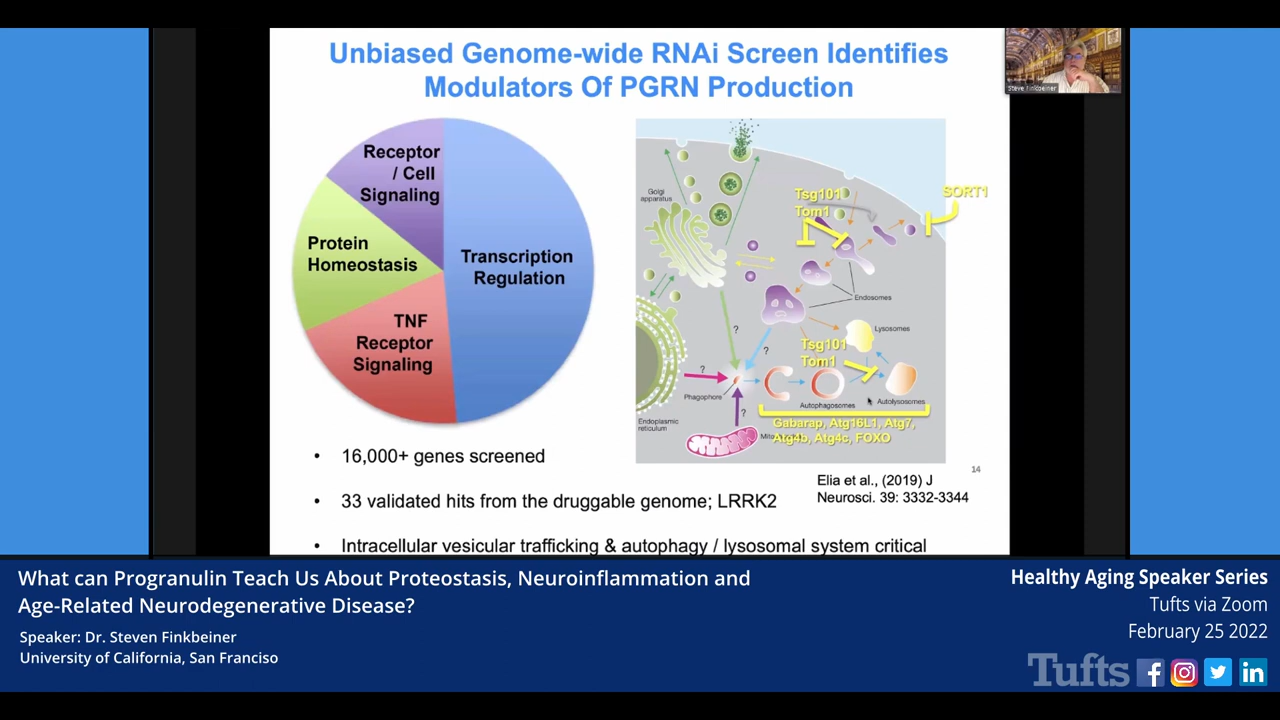 Unbiased Genome-wide RNAi Screen Identifies
Modulators Of PGRN Production
Steve Finkbeiner
Receptor
/ Cell
Signaling
Protein
Homeostasis
Transcription
Regulation
TNF
Receptor
Signaling
Golgi
apparatus
Tsg101
Tom1
SORT1
Endosomes
?
?
Lysosomes
Tsg101
Tom1
?
Phagophore
Autophagosomes
Autolysosomes
?
Endoplasmic
reticulum
Gabarap, Atg16L1, Atg7,
Atg4b, Atg4c, FOXO
14
Elia et al., (2019) J
Neurosci. 39: 3332-3344
• 16,000+ genes screened
• 33 validated hits from the druggable genome; LRRK2
• Intracellular vesicular trafficking & autophagy / lysosomal system critical
What can Progranulin Teach Us About Proteostasis, Neuroinflammation and
Age-Related Neurodegenerative Disease?
Speaker: Dr. Steven Finkbeiner
University of California, San Franciso
Healthy Aging Speaker Series
Tufts via Zoom
February 25 2022
Tufts